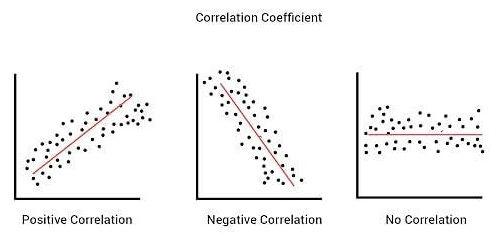 Correlation Coefficient
Positive Correlation
Negative Correlation
No Correlation